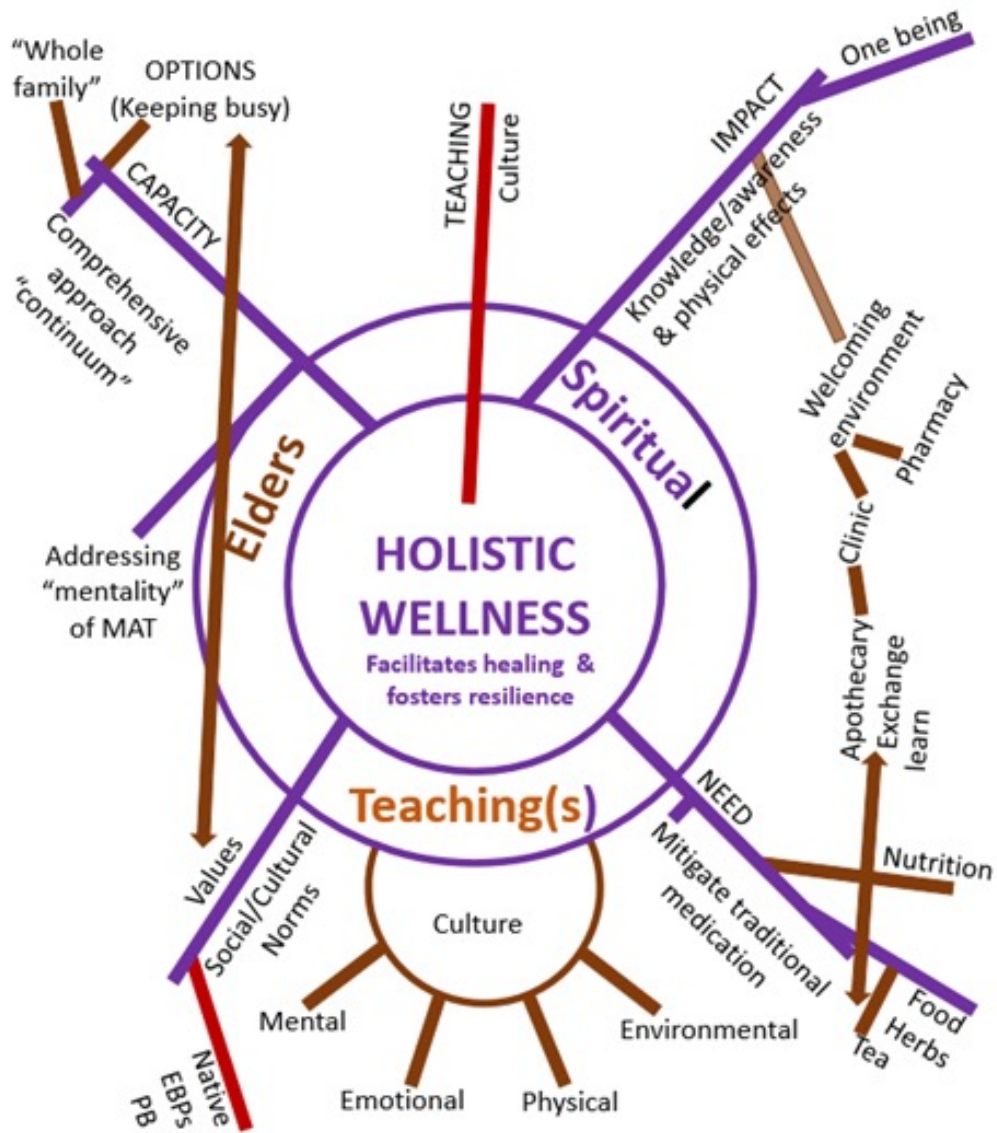 “Whole
family”
OPTIONS
(Keeping busy)
CAPACITY
Comprehensive
approach
“continuum”
TEACHING
Culture
One being
IMPACT
Knowledge/awareness
& physical effects
Welcoming
environment
Pharmacy
Clinic
Apothecary
Exchange
learn
Spiritual
Elders
Addressing
“mentality”
of MAT
HOLISTIC
WELLNESS
Facilitates healing &
fosters resilience
Teaching(s)
NEED
Mitigate traditional
medication
Nutrition
Food
Herbs
Tea
Values
Social/Cultural
Norms
Native
EBPs
PB
Culture
Mental
Emotional
Physical
Environmental